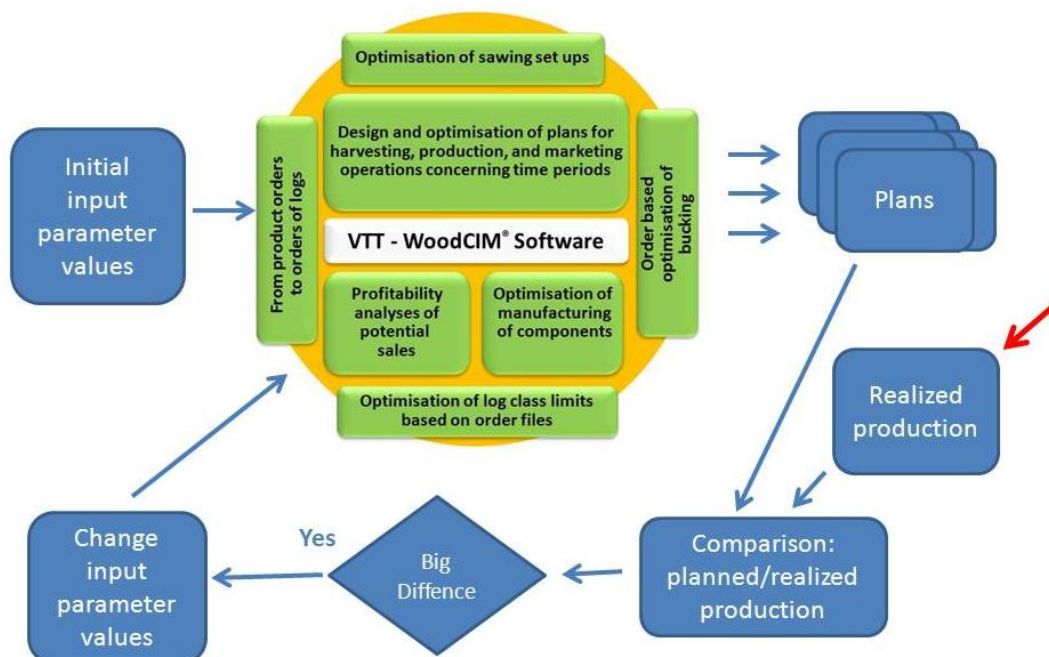 Optimisation of sawing set ups
Design and optimisation of plans for
harvesting, production, and marketing
operations concerning time periods
From product orders
to orders of logs
Order based
optimisation of
bucking
VTT - WoodCIM® Software
Profitability
analyses of
potential
sales
Optimisation of
manufacturing
of components
Optimisation of log class limits
based on order files
Initial
input
parameter
values
Plans
Realized
production
Comparison:
planned/realized
production
Big
Diffence
Yes
Change
input
parameter
values